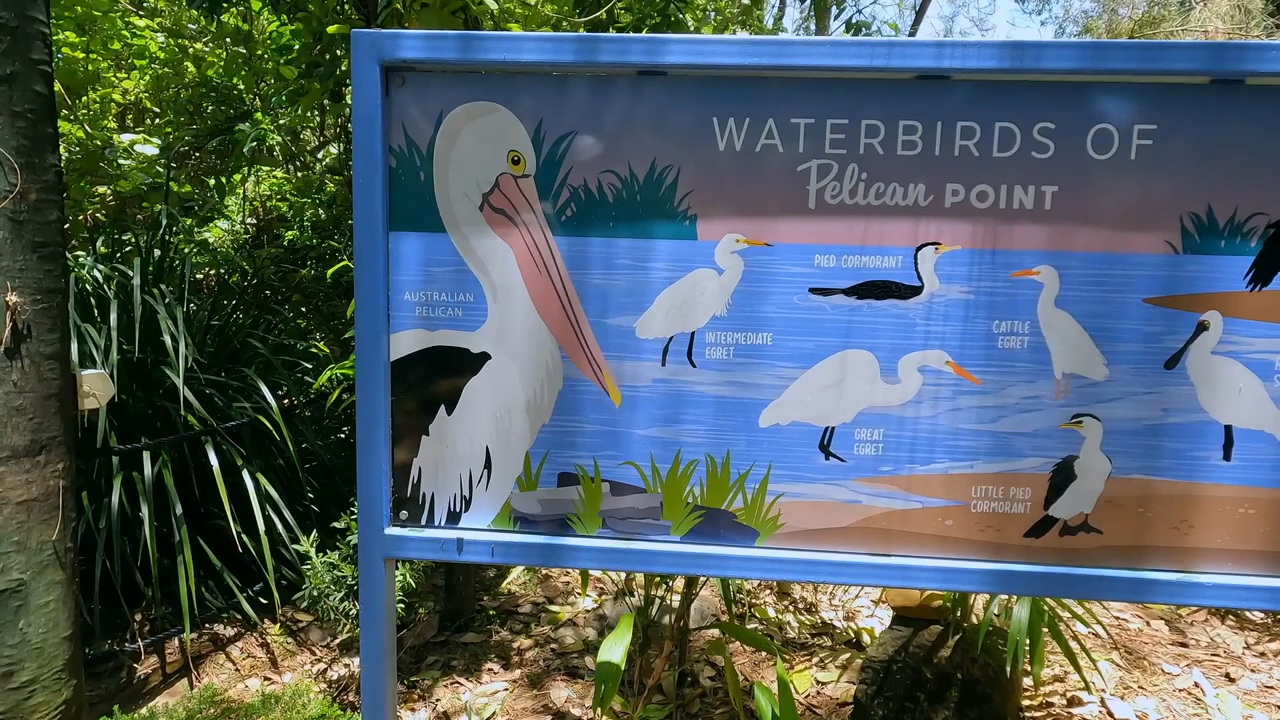 WATERBIRDS OF
Pelican POINT
AUSTRALIAN
PELICAN
INTERMEDIATE
EGRET
PIED CORMORANT
CATTLE
EGRET
GREAT
EGRET
LITTLE PIED
CORMORANT